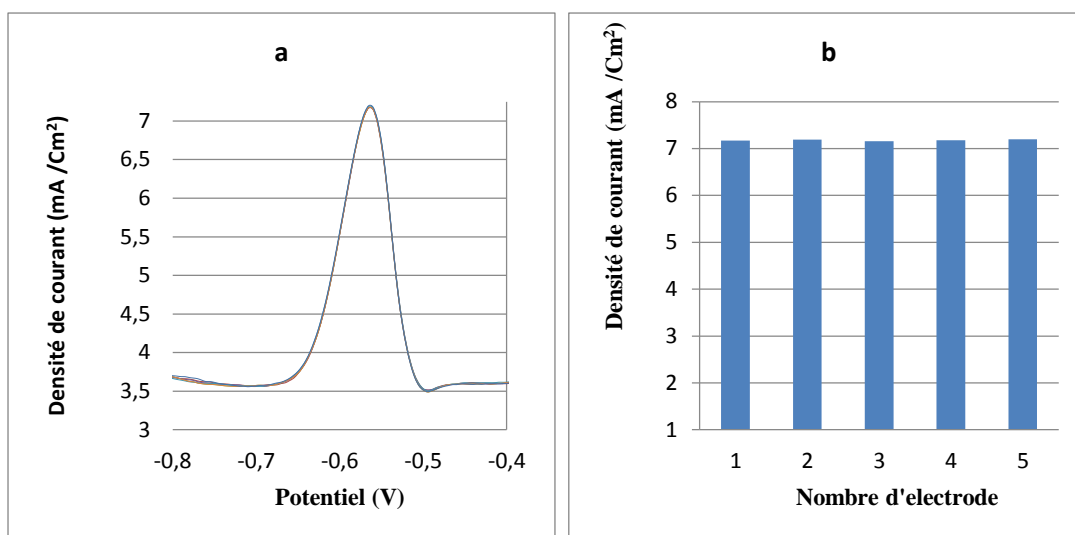 a
Densité de courant (mA /Cm²)
7
6,5
6
5,5
5
4,5
4
3,5
3
-0,8 -0,7 -0,6 -0,5 -0,4
Potentiel (V)
b
Densité de courant (mA /Cm²)
8
7
6
5
4
3
2
1
1 2 3 4 5
Nombre d'electrode